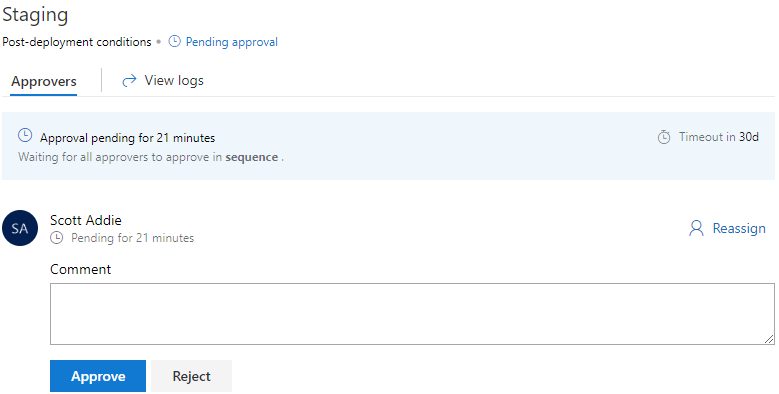 Staging
Post-deployment conditions • Pending approval
Approvers View logs
Approval pending for 21 minutes Timeout in 30d
Waiting for all approvers to approve in sequence .
SA Scott Addie
Pending for 21 minutes Reassign
Comment
Approve Reject